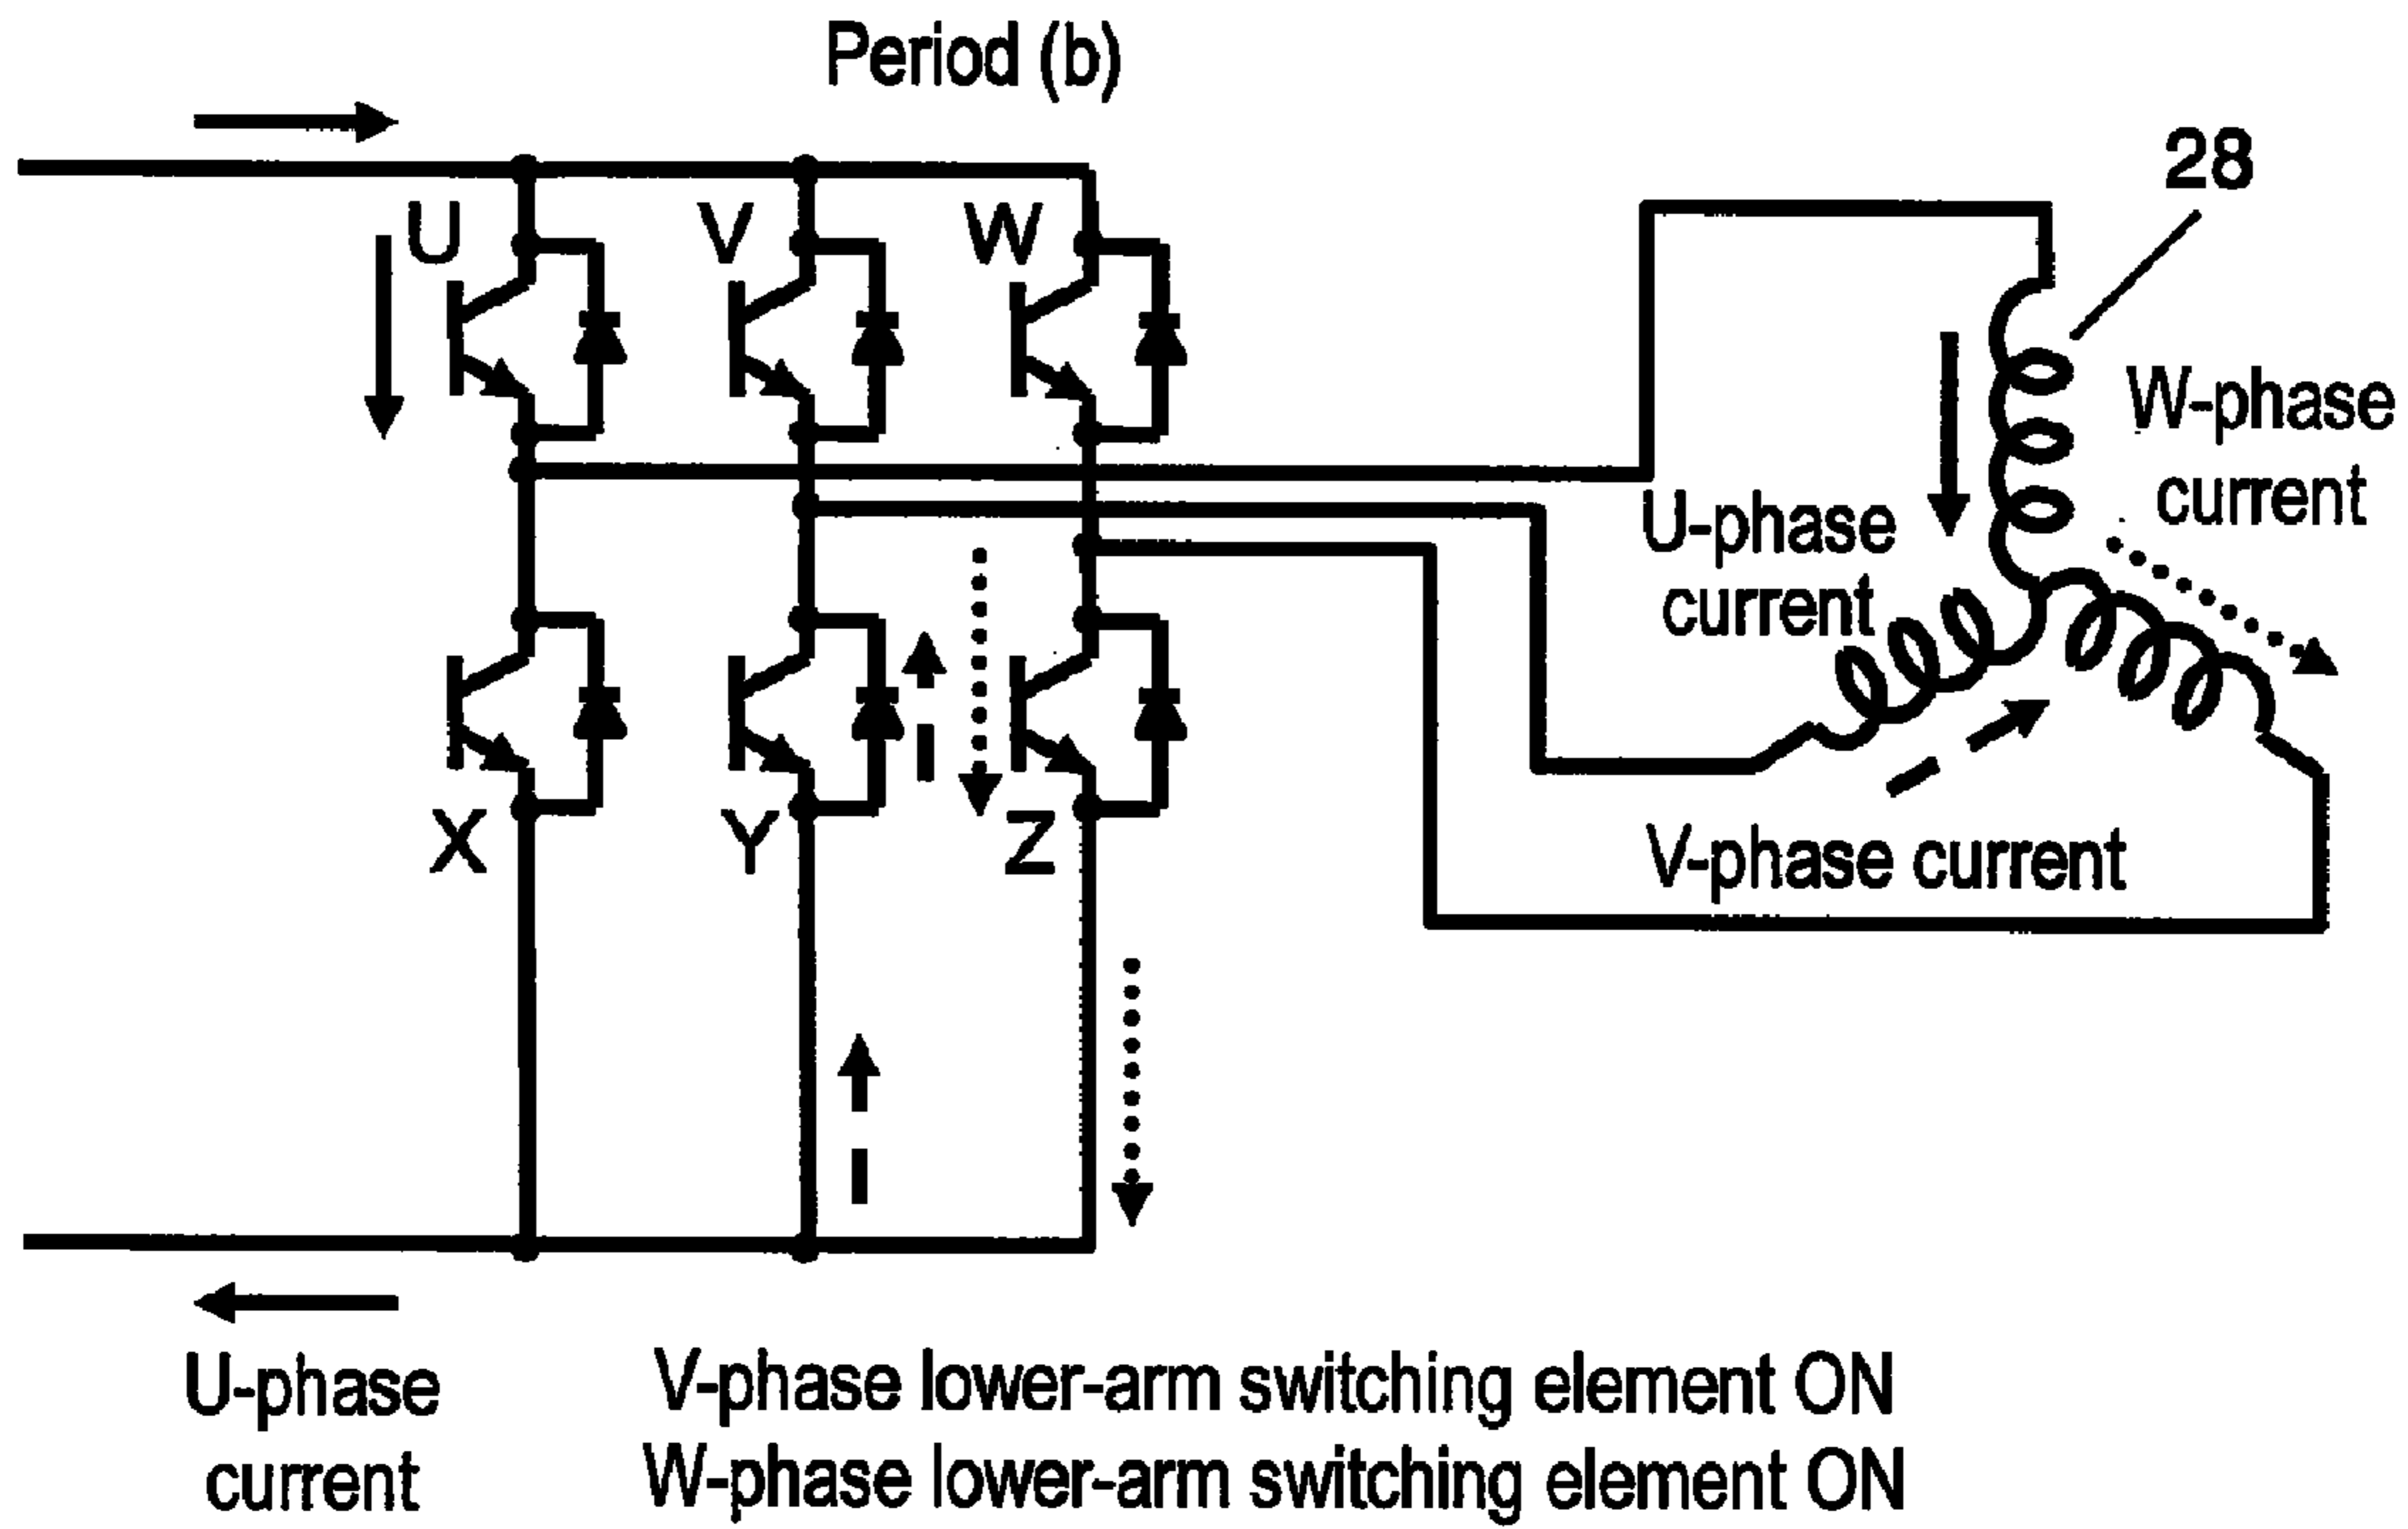 Period (b)
28
U
V
W
W-phase
current
U-phase
current
X
Y
Z
V-phase current
U-phase
current
V-phase lower-arm switching element ON
W-phase lower-arm switching element ON